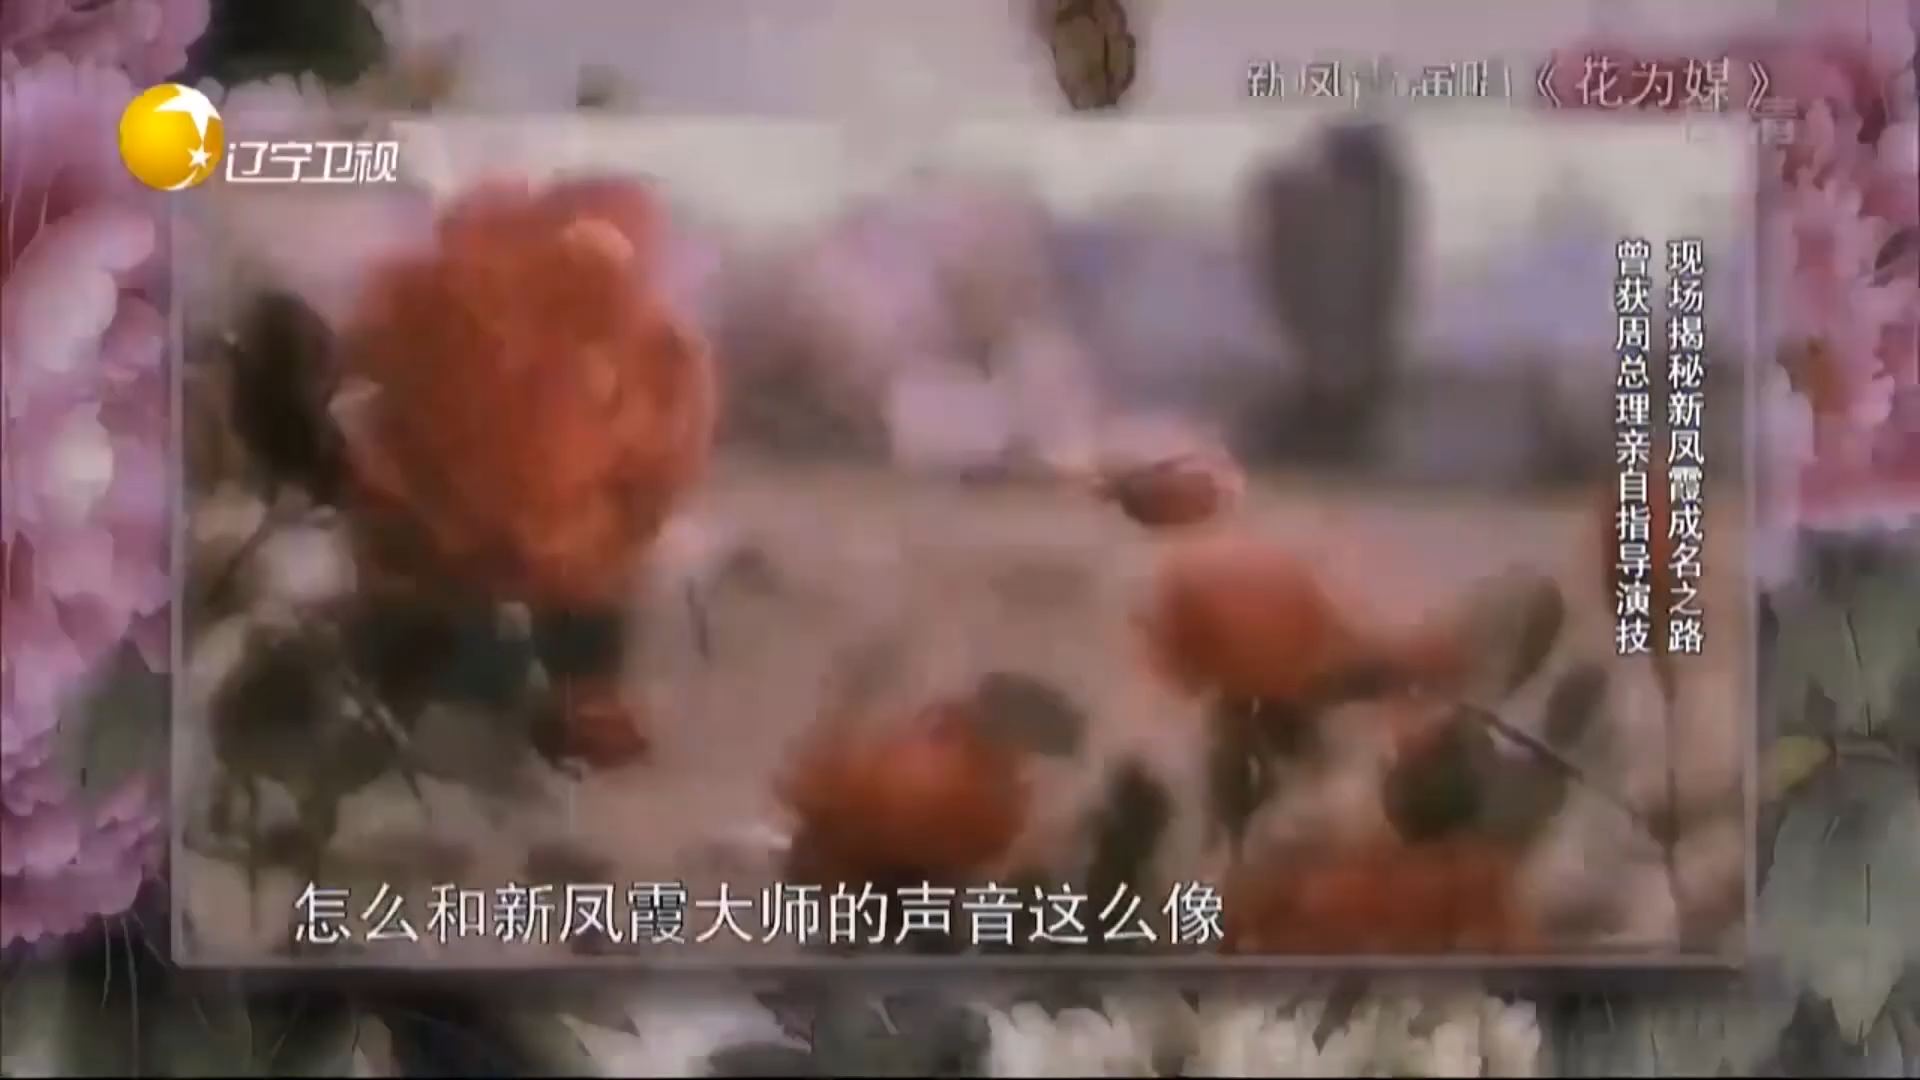 《花为媒》
辽宁卫视
现场揭秘新凤霞成名之路
曾获周总理亲自指导演技
怎么和新凤霞大师的声音这么像